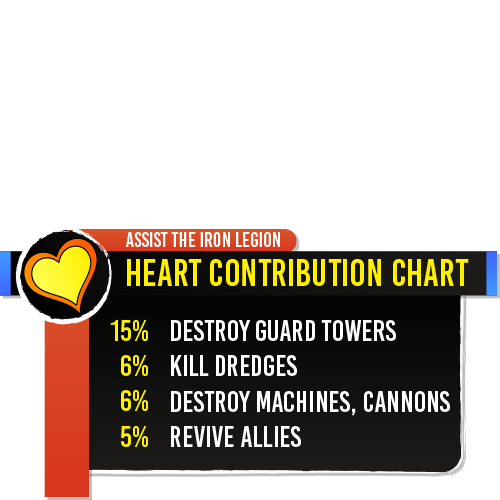 ASSIST THE IRON LEGION
HEART CONTRIBUTION CHART
15% DESTROY GUARD TOWERS
6% KILL DREDGES
6% DESTROY MACHINES, CANNONS
5% REVIVE ALLIES